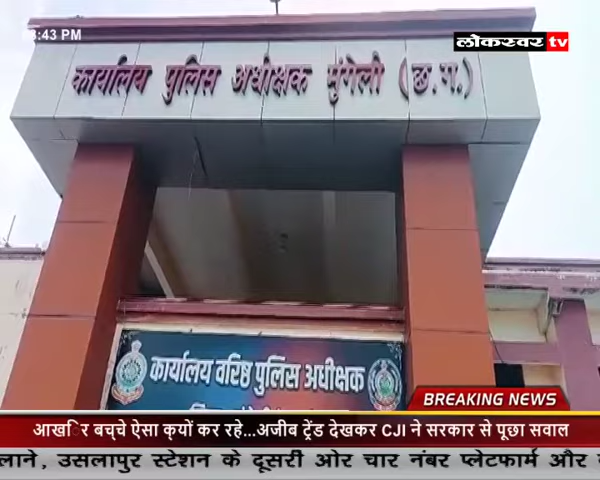 8:43 PM
लोकस्वर tv
कार्यालय पुलिस अधीक्षक मुंगेली (छ.ग.)
कार्यालय वरिष्ठ पुलिस अधीक्षक
BREAKING NEWS
आखिर बच्चे ऐसा क्यों कर रहे...अजीब ट्रेंड देखकर CJI ने सरकार से पूछा सवाल
लाने, उसलापुर स्टेशन के दूसरी ओर चार नंबर प्लेटफार्म और